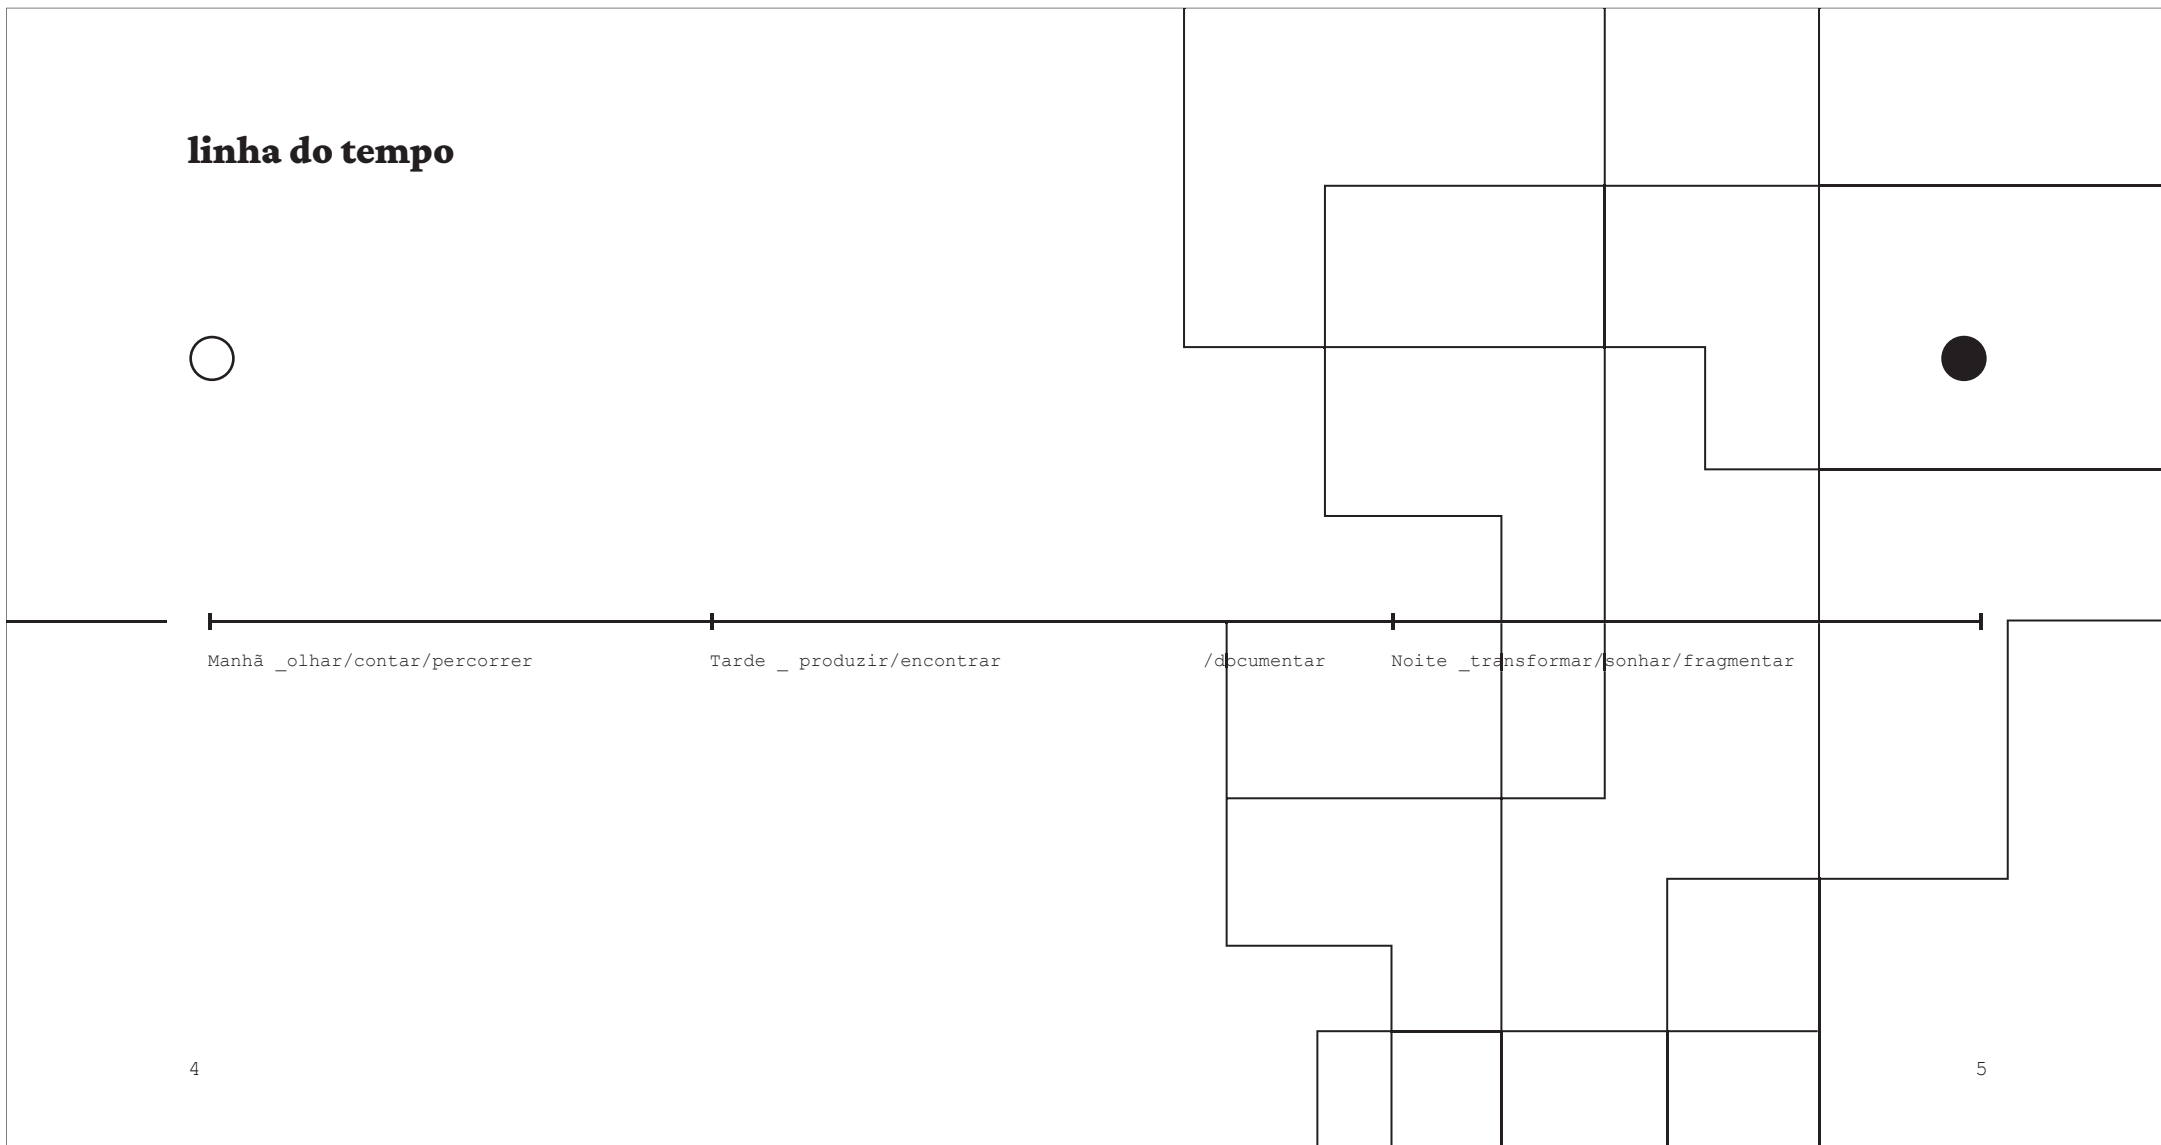 linha do tempo
Manhã _olhar/contar/percorrer
Tarde _ produzir/encontrar
/documentar
Noite _transformar/sonhar/fragmentar
4
5